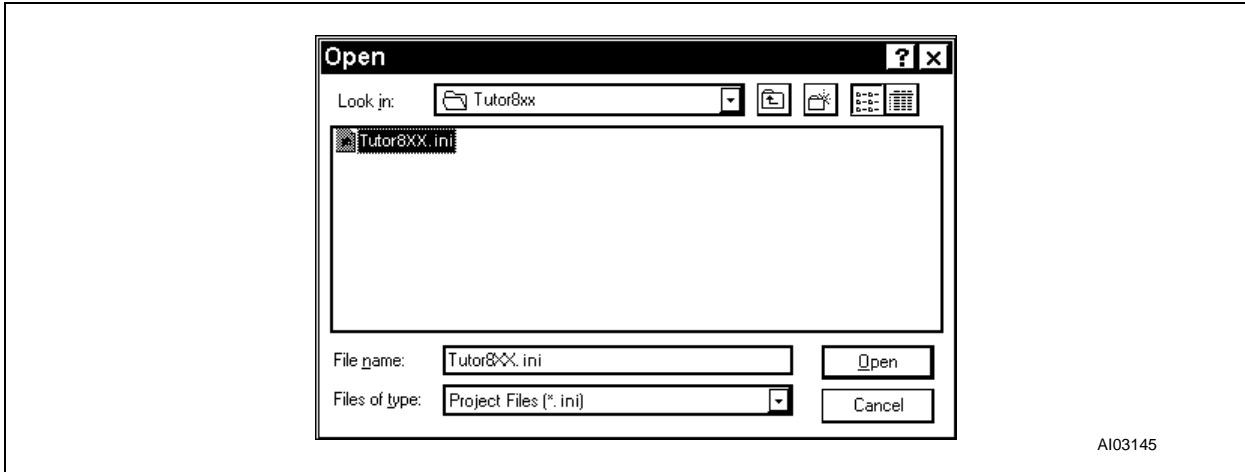 Open
Look in: Tutor8xx
Tutor8XX.ini
File name: Tutor8XX. ini Open
Files of type: Project Files (*. ini) Cancel
AI03145